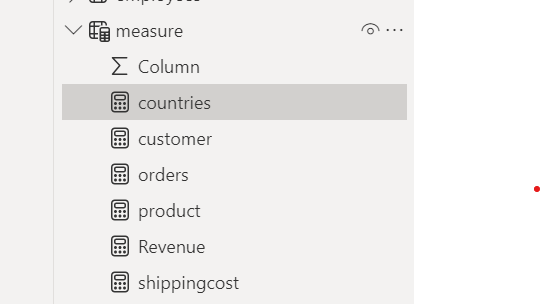 measure
Column
countries
customer
orders
product
Revenue
shippingcost